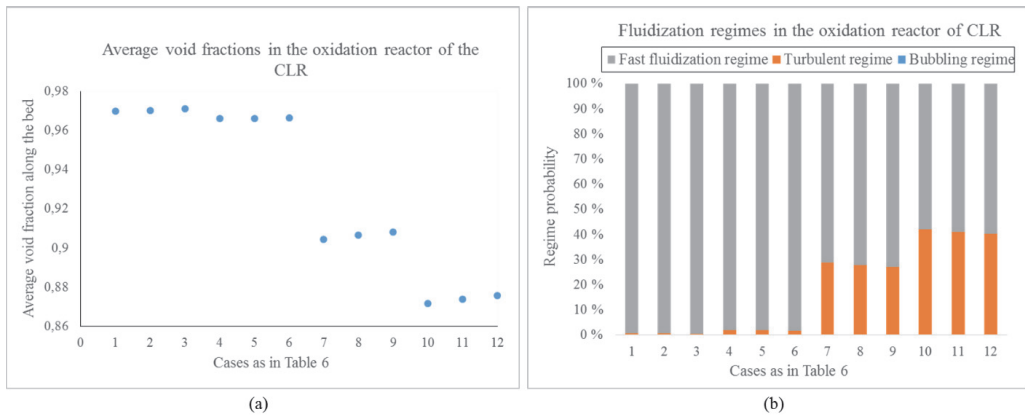 Average void fractions in the oxidation reactor of the
CLR
Average void fraction along the bed
0,98
0,96
0,94
0,92
0,9
0,88
0,86
0 1 2 3 4 5 6 7 8 9 10 11 12
Cases as in Table 6
(a)
Fluidization regimes in the oxidation reactor of CLR
Fast fluidization regime Turbulent regime Bubbling regime
Regime probability
100 %
90 %
80 %
70 %
60 %
50 %
40 %
30 %
20 %
10 %
0 %
1 2 3 4 5 6 7 8 9 10 11 12
Cases as in Table 6
(b)